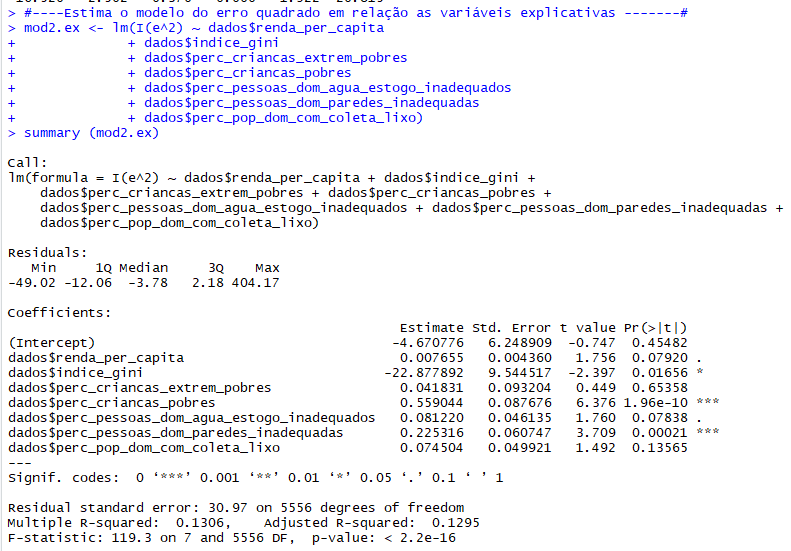 > #----Estima o modelo do erro quadrado em relação as variáveis explicativas -------#
> mod2.ex <- lm(I(e^2) ~ dados$renda_per_capita
+ + dados$indice_gini
+ + dados$perc_criancas_extrem_pobres
+ + dados$perc_criancas_pobres
+ + dados$perc_pessoas_dom_agua_estogo_inadequados
+ + dados$perc_pessoas_dom_paredes_inadequadas
+ + dados$perc_pop_dom_com_coleta_lixo)
> summary (mod2.ex)
Call:
lm(formula = I(e^2) ~ dados$renda_per_capita + dados$indice_gini +
dados$perc_criancas_extrem_pobres + dados$perc_criancas_pobres +
dados$perc_pessoas_dom_agua_estogo_inadequados + dados$perc_pessoas_dom_paredes_inadequadas +
dados$perc_pop_dom_com_coleta_lixo)
Residuals:
Min 1Q Median 3Q Max
-49.02 -12.06 -3.78 2.18 404.17
Coefficients:
Estimate Std. Error t value Pr(>|t|)
(Intercept) -4.670776 6.248909 -0.747 0.45482
dados$renda_per_capita 0.007655 0.004360 1.756 0.07920 .
dados$indice_gini -22.877892 9.544517 -2.397 0.01656 *
dados$perc_criancas_extrem_pobres 0.041831 0.093204 0.449 0.65358
dados$perc_criancas_pobres 0.559044 0.087676 6.376 1.96e-10 ***
dados$perc_pessoas_dom_agua_estogo_inadequados 0.081220 0.046135 1.760 0.07838 .
dados$perc_pessoas_dom_paredes_inadequadas 0.225316 0.060747 3.709 0.00021 ***
dados$perc_pop_dom_com_coleta_lixo 0.074504 0.049921 1.492 0.13565
---
Signif. codes: 0 ‘***’ 0.001 ‘**’ 0.01 ‘*’ 0.05 ‘.’ 0.1 ‘ ’ 1
Residual standard error: 30.97 on 5556 degrees of freedom
Multiple R-squared: 0.1306, Adjusted R-squared: 0.1295
F-statistic: 119.3 on 7 and 5556 DF, p-value: < 2.2e-16